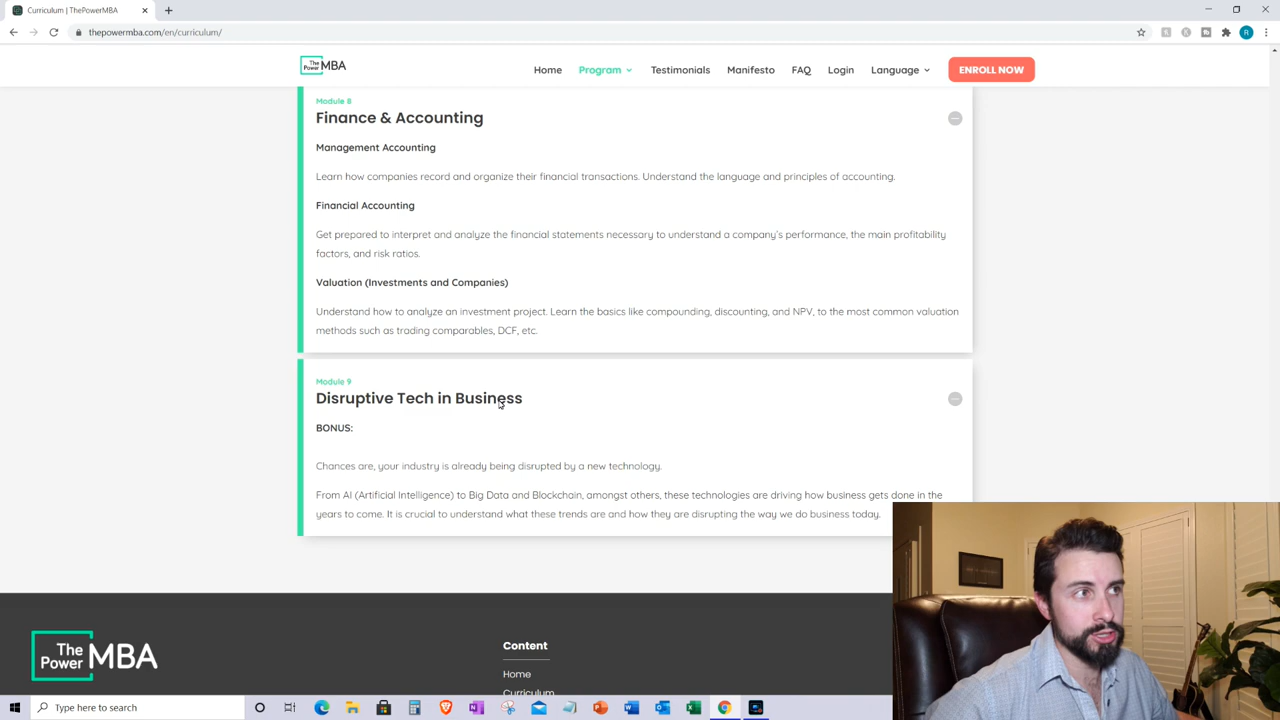 Curriculum | ThePowerMBA
thepowermba.com/en/curriculum/
R
The Power MBA
Home
Program
Testimonials
Manifesto
FAQ
Login
Language
ENROLL NOW
Module 8
Finance & Accounting
Management Accounting
Learn how companies record and organize their financial transactions. Understand the language and principles of accounting.
Financial Accounting
Get prepared to interpret and analyze the financial statements necessary to understand a company's performance, the main profitability
factors, and risk ratios.
Valuation (Investments and Companies)
Understand how to analyze an investment project. Learn the basics like compounding, discounting, and NPV, to the most common valuation
methods such as trading comparables, DCF, etc.
Module 9
Disruptive Tech in Business
BONUS:
Chances are, your industry is already being disrupted by a new technology.
From AI (Artificial Intelligence) to Big Data and Blockchain, amongst others, these technologies are driving how business gets done in the
years to come. It is crucial to understand what these trends are and how they are disrupting the way we do business today.
The Power MBA
Content
Home
Curriculum
Type here to search